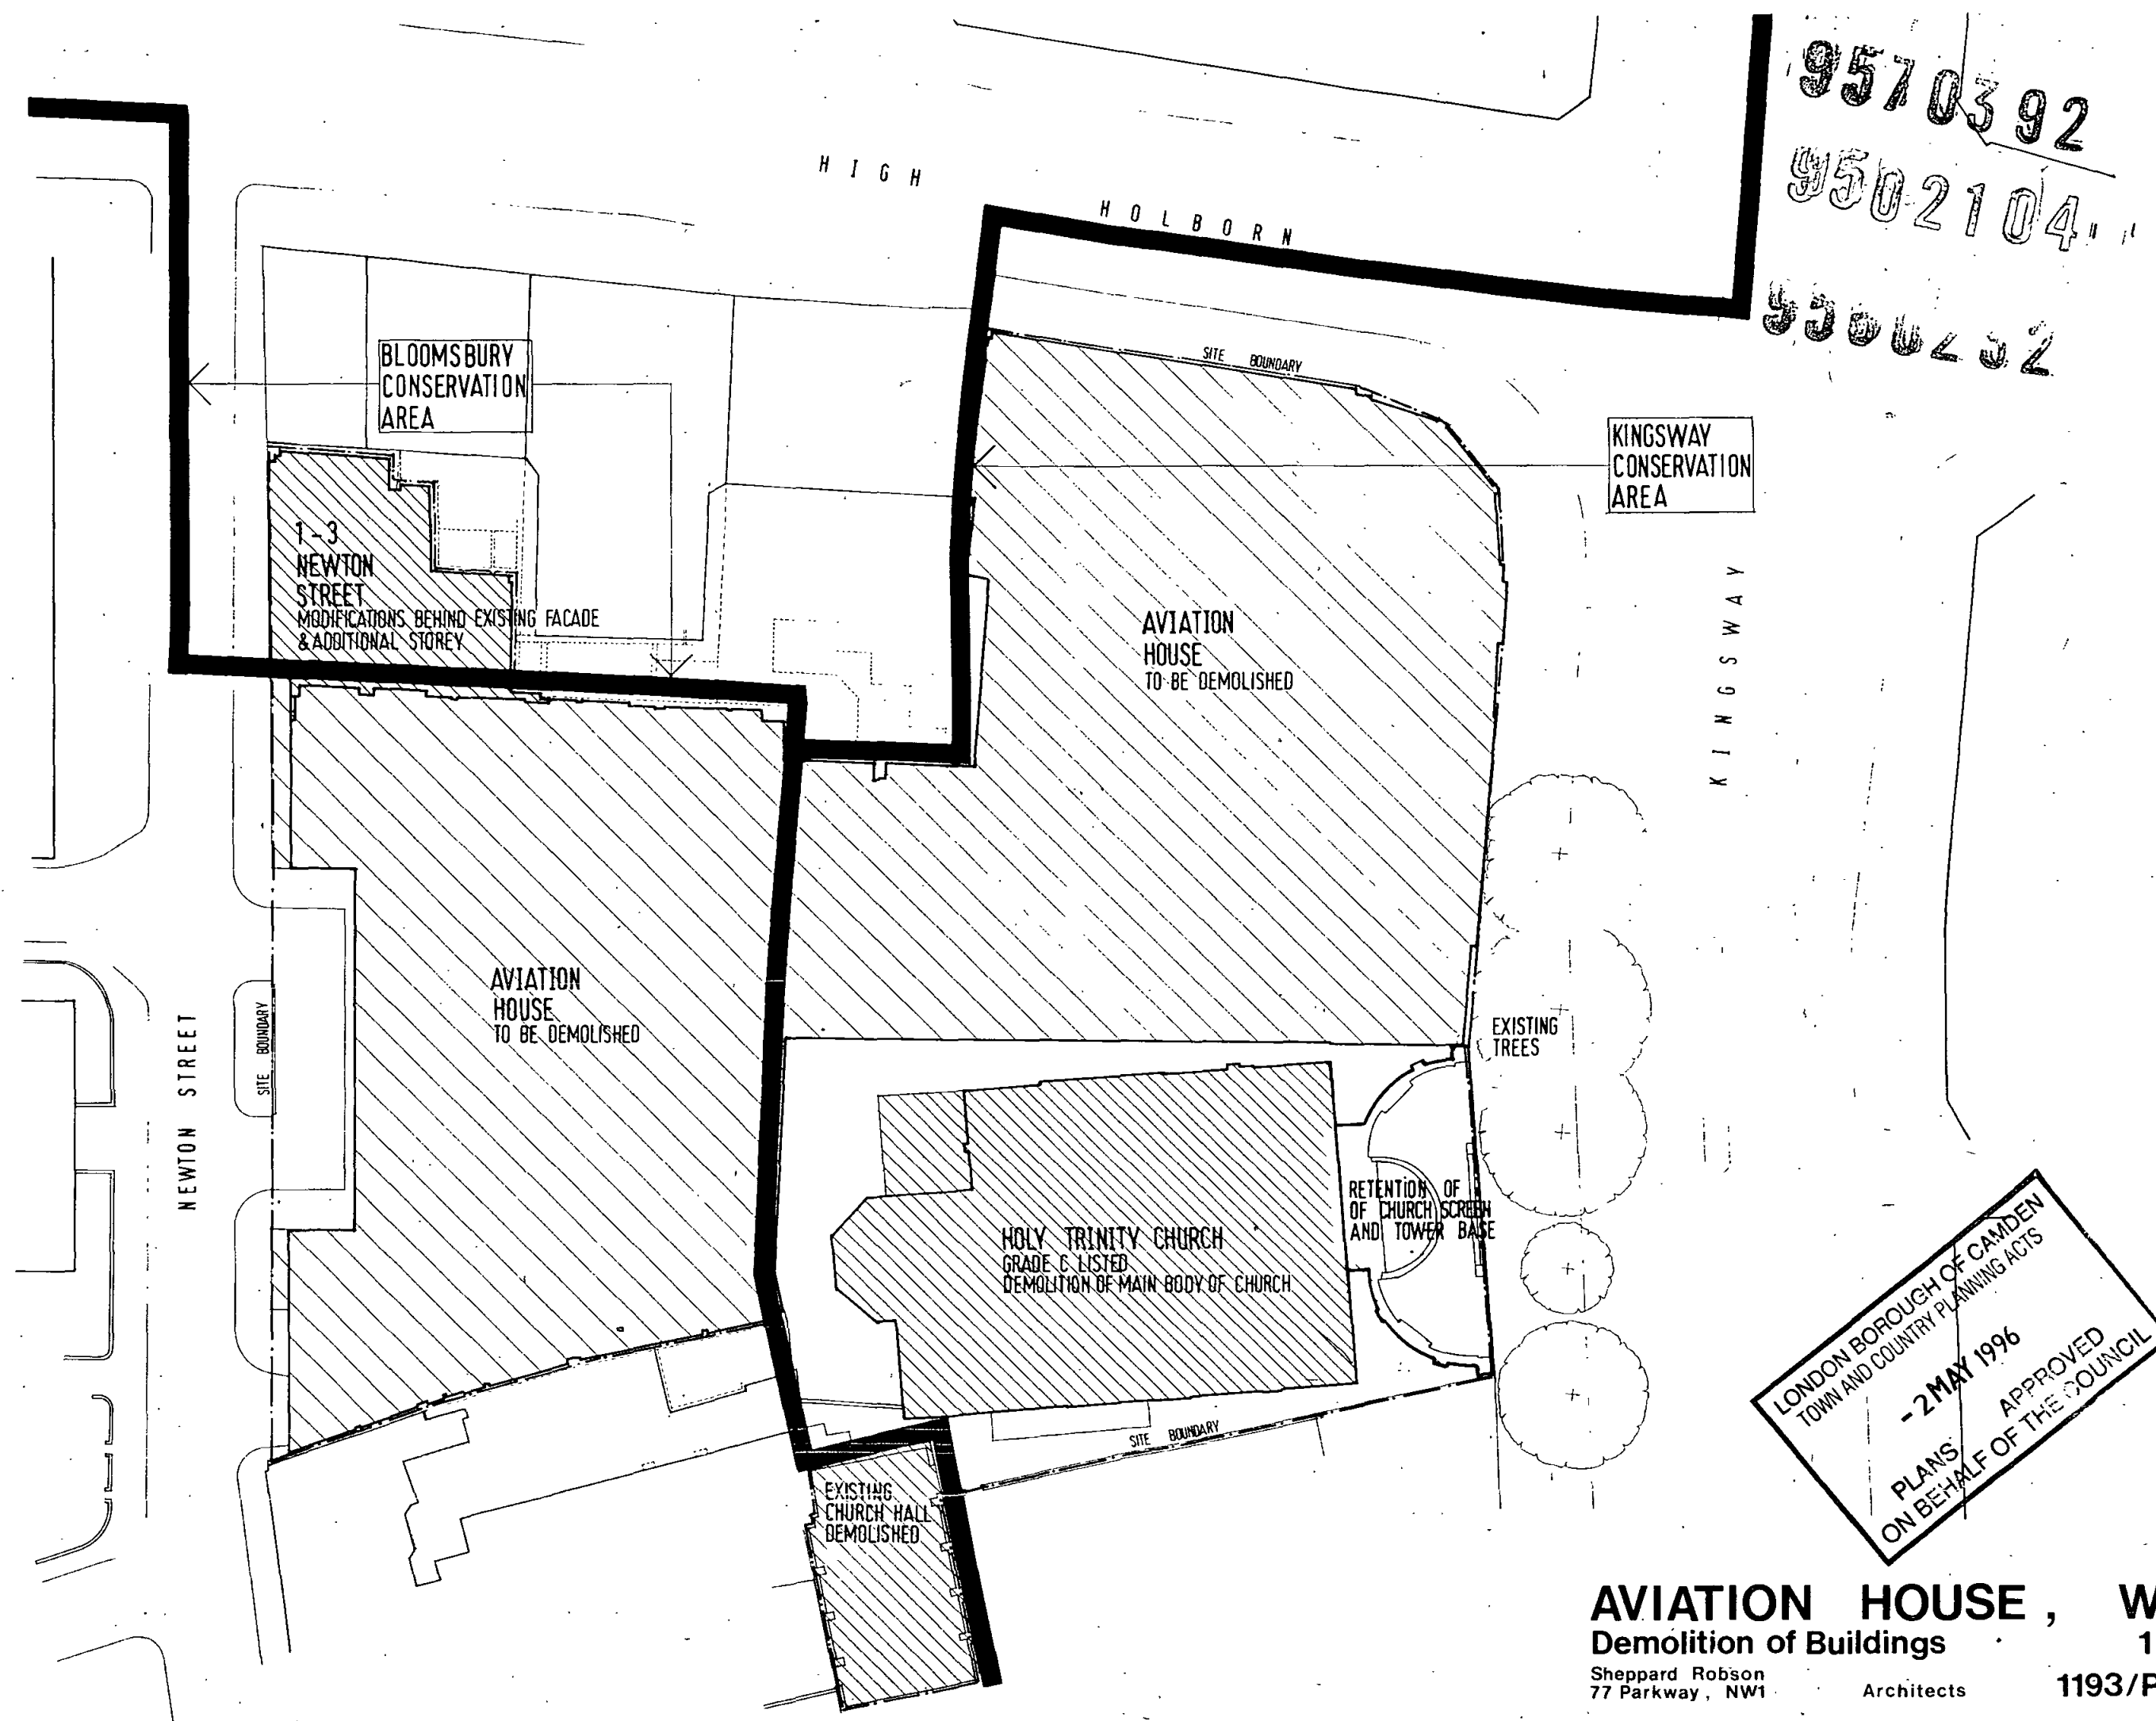 9570392
9502104
HIGH
HOLBORN
SITE BOUNDARY
BLOOMSBURY
CONSERVATION
AREA
KINGSWAY
CONSERVATION
AREA
1-3
NEWTON
STREET
MODIFICATIONS BEHIND EXISTING FACADE
& ADDITIONAL STOREY
AVIATION
HOUSE
TO BE DEMOLISHED
KINGSWAY
AVIATION
HOUSE
TO BE DEMOLISHED
NEWTON STREET
SITE BOUNDARY
EXISTING
TREES
RETENTION OF
OF CHURCH SCREEN
AND TOWER BASE
HOLY TRINITY CHURCH
GRADE C LISTED
DEMOLITION OF MAIN BODY OF CHURCH
SITE BOUNDARY
EXISTING
CHURCH HALL
DEMOLISHED
LONDON BOROUGH OF CAMDEN
TOWN AND COUNTRY PLANNING ACTS
- 2 MAY 1996
PLANS APPROVED
ON BEHALF OF THE COUNCIL
AVIATION HOUSE , W
Demolition of Buildings 1
Sheppard Robson
77 Parkway, NW1 Architects 1193/P